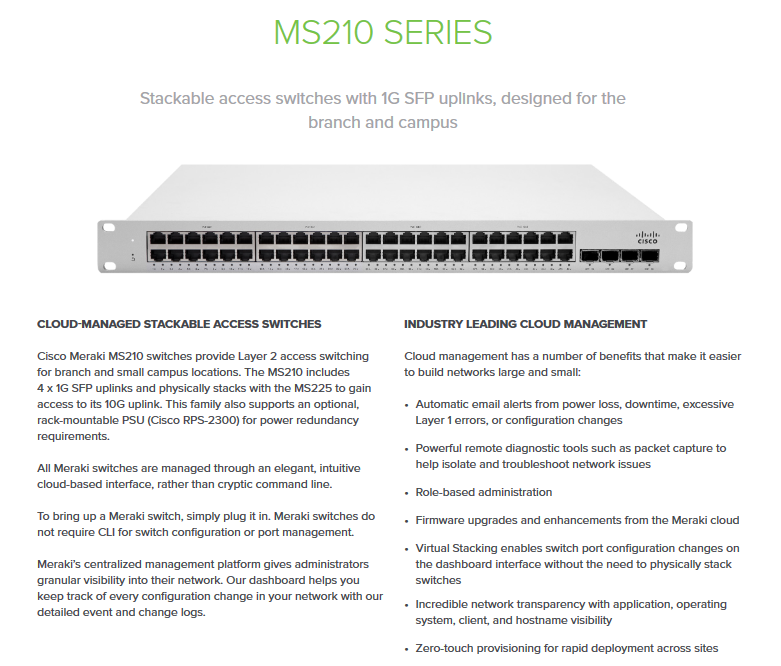 MS210 SERIES
Stackable access switches with 1G SFP uplinks, designed for the
branch and campus
CISCO
CLOUD-MANAGED STACKABLE ACCESS SWITCHES
Cisco Meraki MS210 switches provide Layer 2 access switching
for branch and small campus locations. The MS210 includes
4 x 1G SFP uplinks and physically stacks with the MS225 to gain
access to its 10G uplink. This family also supports an optional,
rack-mountable PSU (Cisco RPS-2300) for power redundancy
requirements.
All Meraki switches are managed through an elegant, intuitive
cloud-based interface, rather than cryptic command line.
To bring up a Meraki switch, simply plug it in. Meraki switches do
not require CLI for switch configuration or port management.
Meraki’s centralized management platform gives administrators
granular visibility into their network. Our dashboard helps you
keep track of every configuration change in your network with our
detailed event and change logs.
INDUSTRY LEADING CLOUD MANAGEMENT
Cloud management has a number of benefits that make it easier
to build networks large and small:
• Automatic email alerts from power loss, downtime, excessive
Layer 1 errors, or configuration changes
• Powerful remote diagnostic tools such as packet capture to
help isolate and troubleshoot network issues
• Role-based administration
• Firmware upgrades and enhancements from the Meraki cloud
• Virtual Stacking enables switch port configuration changes on
the dashboard interface without the need to physically stack
switches
• Incredible network transparency with application, operating
system, client, and hostname visibility
• Zero-touch provisioning for rapid deployment across sites